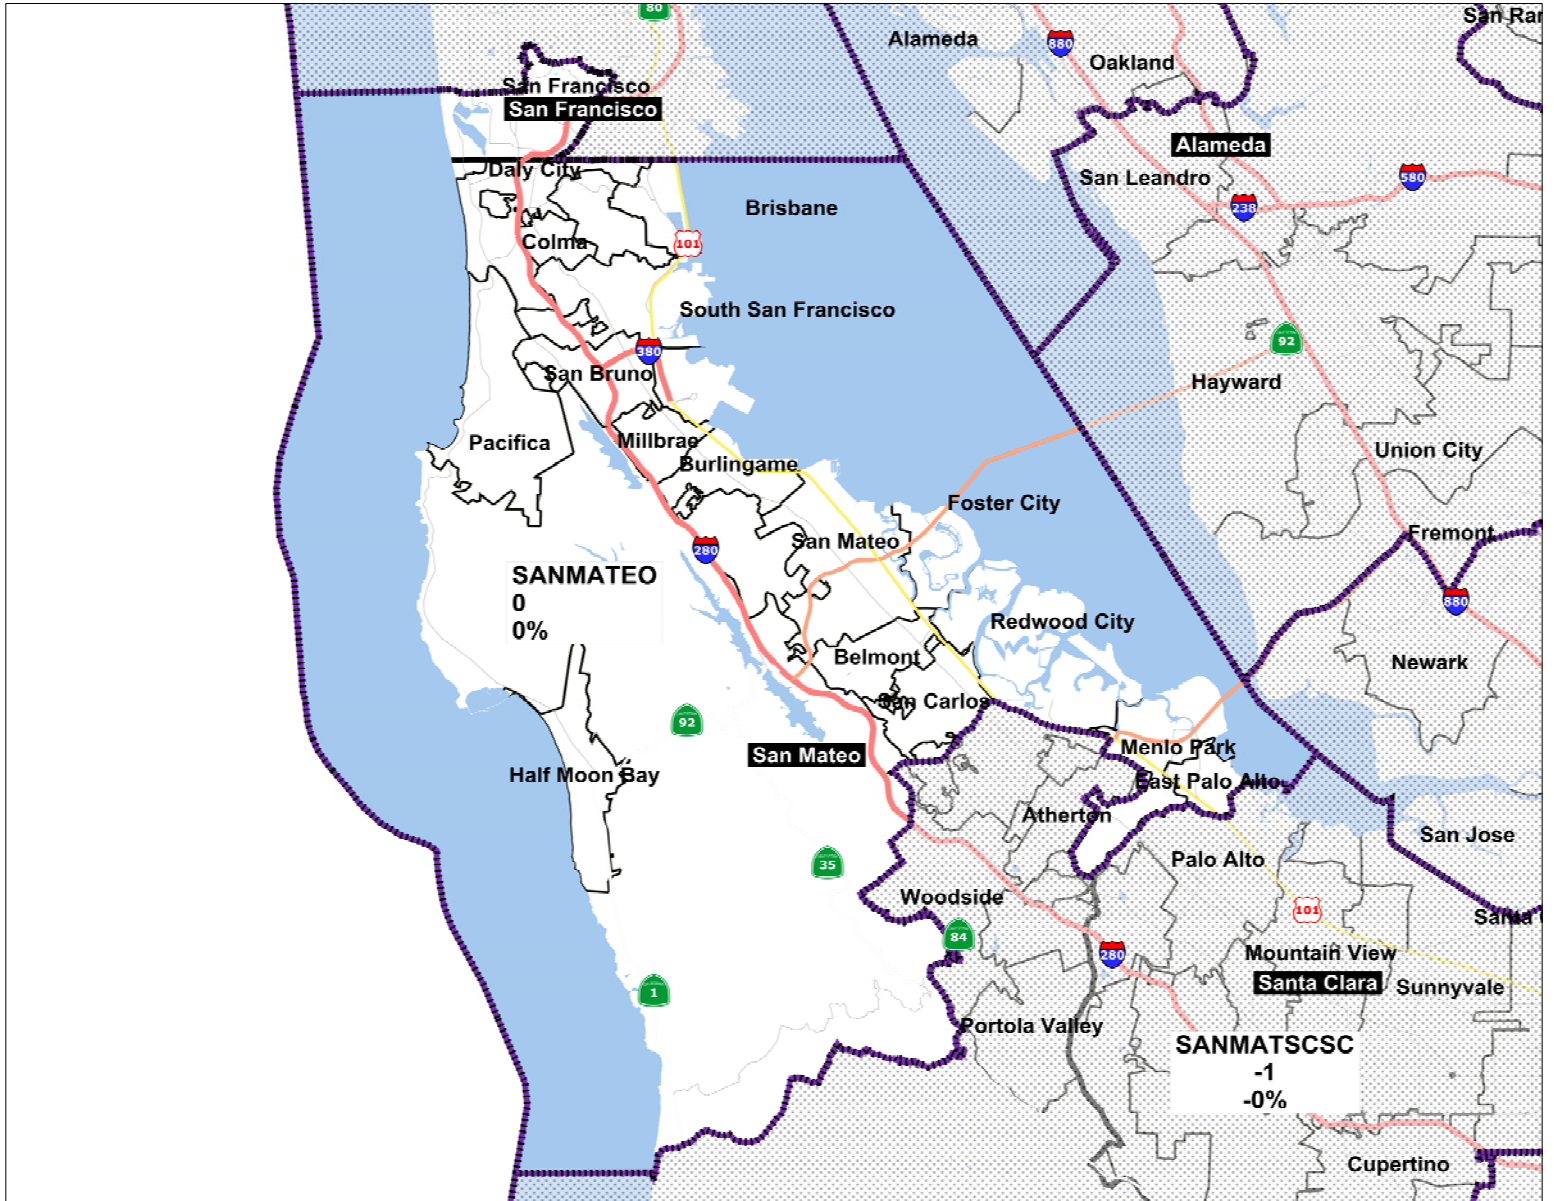 80
San Ra
Alameda
880
Oakland
San Francisco
San Francisco
Alameda
Daly City
San Leandro
580
238
Brisbane
Colma
101
South San Francisco
92
380
San Bruno
Hayward
Pacifica
Millbrae
Union City
Burlingame
Foster City
Fremont
San Mateo
280
SANMATEO
0
0%
880
Redwood City
Belmont
Newark
San Carlos
92
San Mateo
Menlo Park
Half Moon Bay
East Palo Alto
Atherton
San Jose
35
Palo Alto
Woodside
101
Santa
84
280
Mountain View
Santa Clara
Sunnyvale
1
Portola Valley
SANMATSCSC
-1
-0%
Cupertino